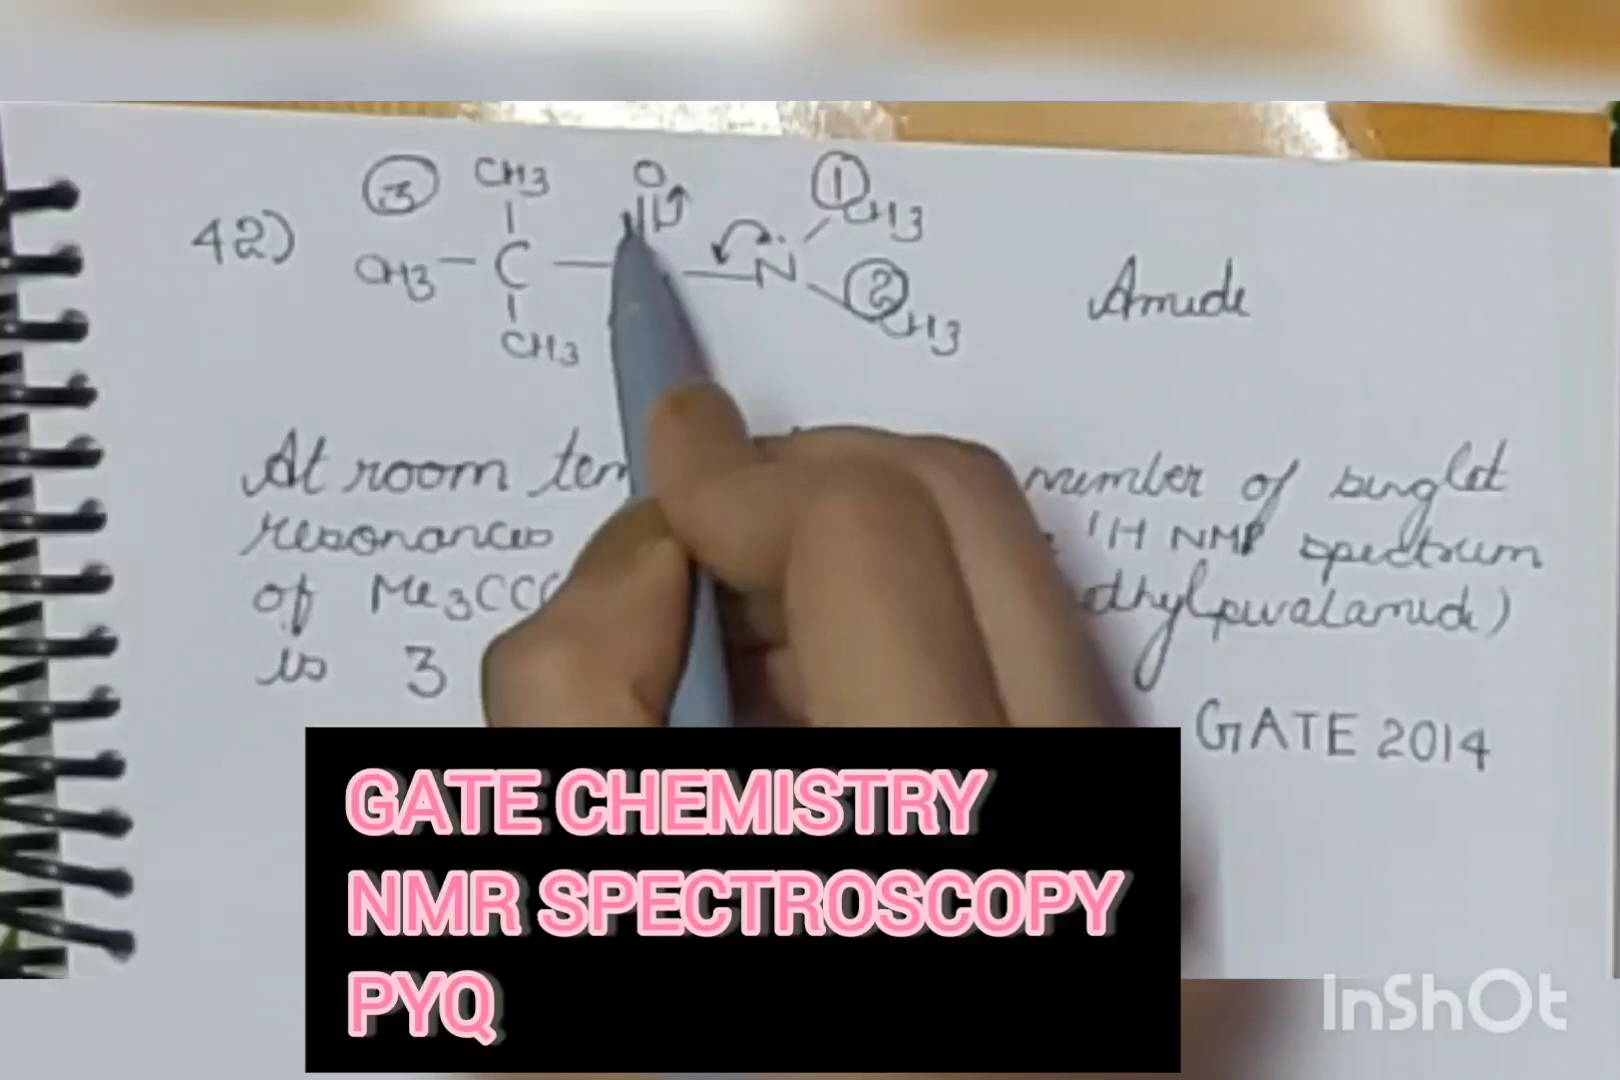 42)
3 CH3 O 1 CH3
CH3 - C N 2 CH3
CH3
Amide
At room number of singlet
resonances 1H NMR spectrum
of Me3CC
is 3
GATE 2014
GATE CHEMISTRY
NMR SPECTROSCOPY
PYQ
InShOt